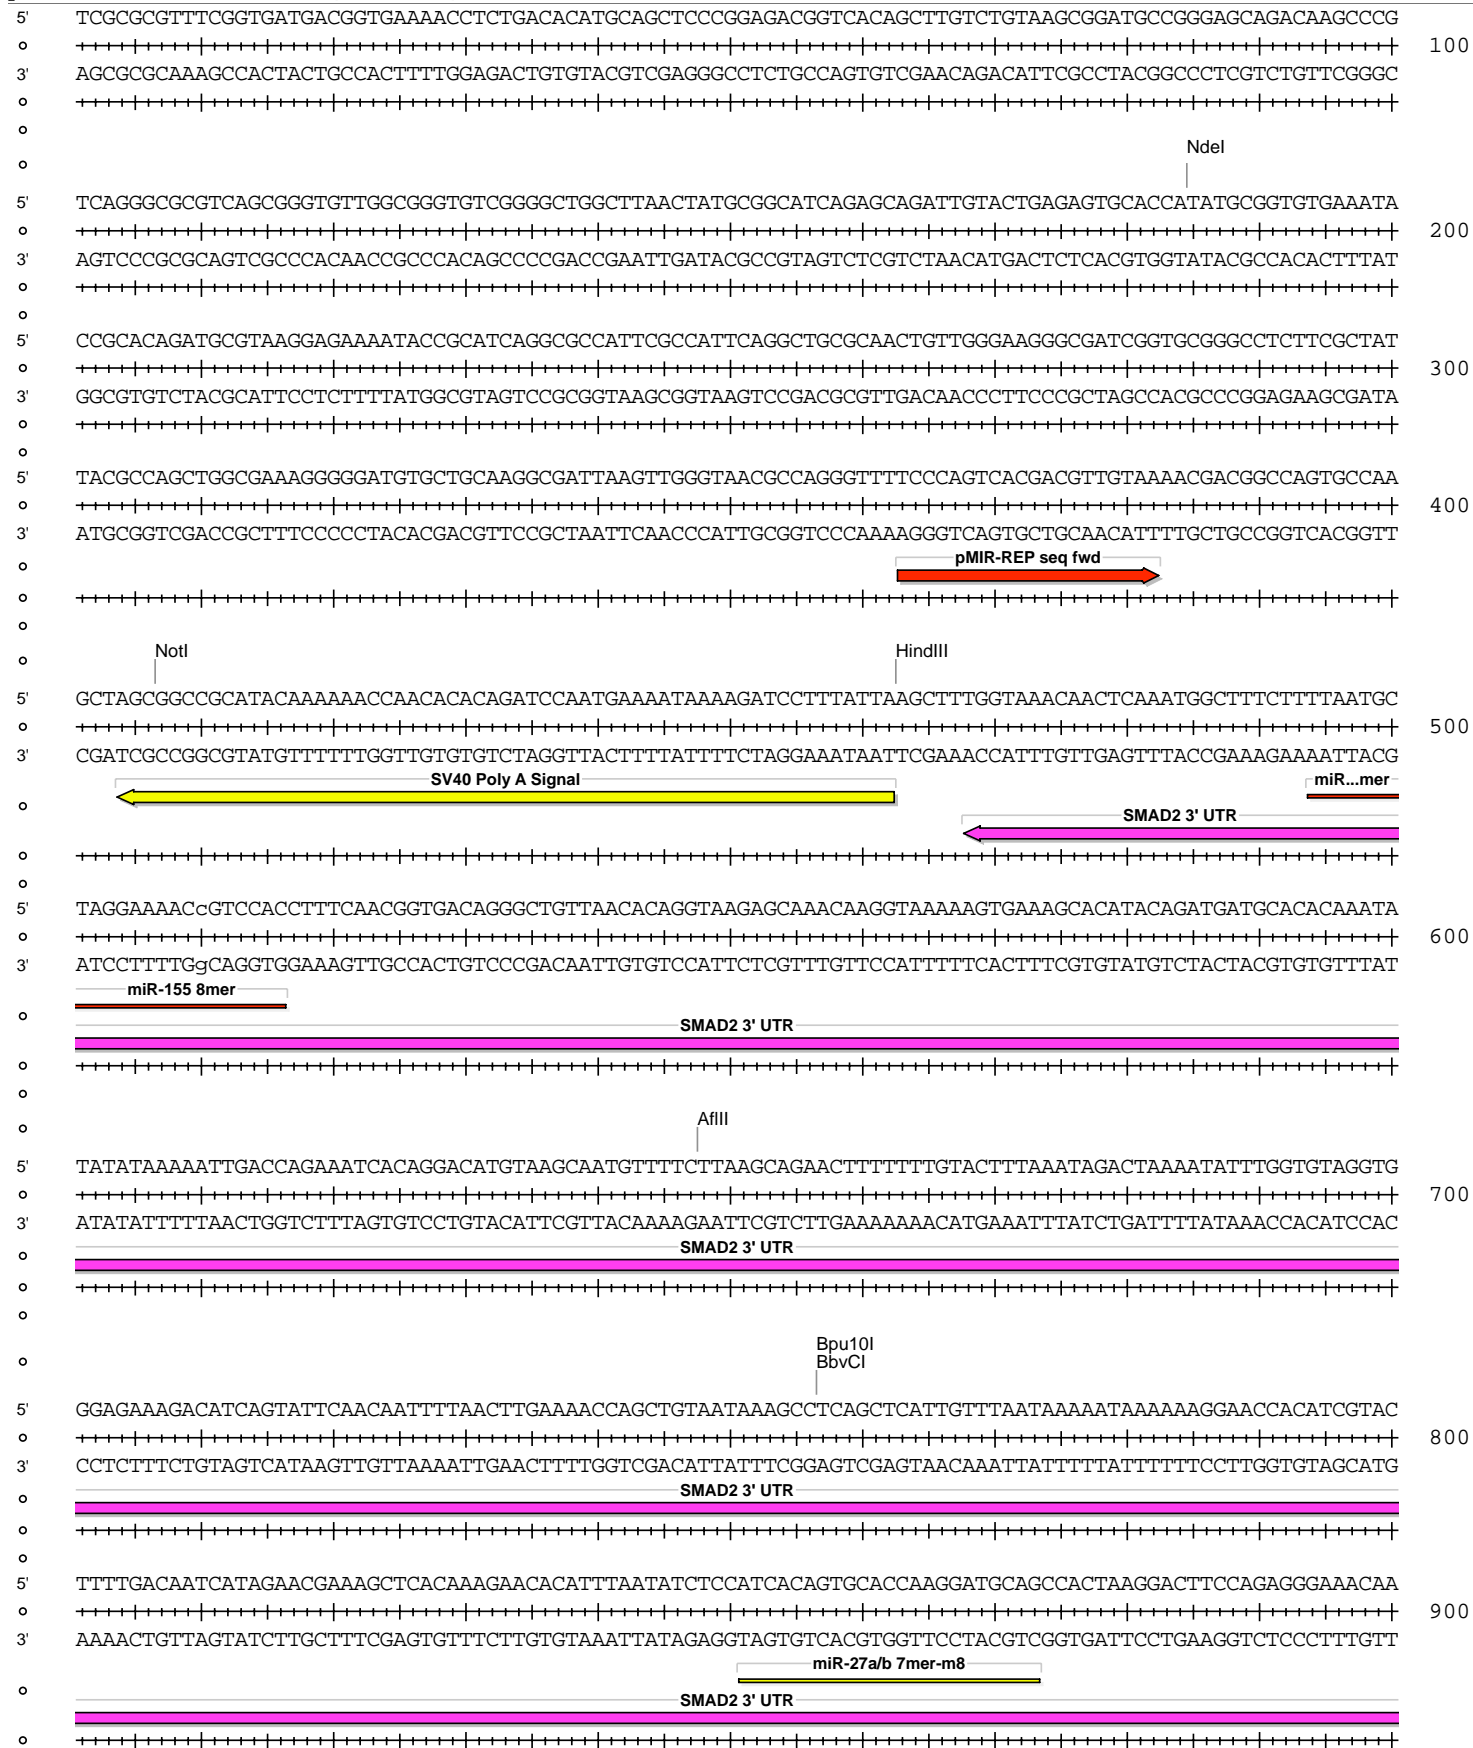 5' TCGCGCGTTTCGGTGATGACGGTGAAAACCTCTGACACATGCAGCTCCCGGAGACGGTCACAGCTTGTCTGTAAGCGGATGCCGGGAGCAGACAAGCCCG
100
3' AGCGCGCAAAGCCACTACTGCCACTTTTGGAGACTGTGTACGTCGAGGGCCTCTGCCAGTGTCGAACAGACATTCGCCTACGGCCCTCGTCTGTTCGGGC
NdeI
5' TCAGGGCGCGTCAGCGGGTGTTGGCGGGTGTCGGGGCTGGCTTAACTATGCGGCATCAGAGCAGATTGTACTGAGAGTGCACCATATGCGGTGTGAAATA
200
3' AGTCCCGCGCAGTCGCCCACAACCGCCCACAGCCCCGACCGAATTGATACGCCGTAGTCTCGTCTAACATGACTCTCACGTGGTATACGCCACACTTTAT
5' CCGCACAGATGCGTAAGGAGAAAATACCGCATCAGGCGCCATTCGCCATTCAGGCTGCGCAACTGTTGGGAAGGGCGATCGGTGCGGGCCTCTTCGCTAT
300
3' GGCGTGTCTACGCATTCCTCTTTTATGGCGTAGTCCGCGGTAAGCGGTAAGTCCGACGCGTTGACAACCCTTCCCGCTAGCCACGCCCGGAGAAGCGATA
5' TACGCCAGCTGGCGAAAGGGGGATGTGCTGCAAGGCGATTAAGTTGGGTAACGCCAGGGTTTTCCCAGTCACGACGTTGTAAAACGACGGCCAGTGCCAA
400
3' ATGCGGTCGACCGCTTTCCCCCTACACGACGTTCCGCTAATTCAACCCATTGCGGTCCCAAAAGGGTCAGTGCTGCAACATTTTGCTGCCGGTCACGGTT
pMIR-REP seq fwd
NotI HindIII
5' GCTAGCGGCCGCATACAAAAAACCAACACACAGATCCAATGAAAATAAAAGATCCTTTATTAAGCTTTGGTAAACAACTCAAATGGCTTTCTTTTAATGC
500
3' CGATCGCCGGCGTATGTTTTTTGGTTGTGTGTCTAGGTTACTTTTATTTTCTAGGAAATAATTCGAAACCATTTGTTGAGTTTACCGAAAGAAAATTACG
SV40 Poly A Signal miR...mer
SMAD2 3' UTR
5' TAGGAAAACcGTCCACCTTTCAACGGTGACAGGGCTGTTAACACAGGTAAGAGCAAACAAGGTAAAAAGTGAAAGCACATACAGATGATGCACACAAATA
600
3' ATCCTTTTGgCAGGTGGAAAGTTGCCACTGTCCCGACAATTGTGTCCATTCTCGTTTGTTCCATTTTTCACTTTCGTGTATGTCTACTACGTGTGTTTAT
miR-155 8mer
SMAD2 3' UTR
AflII
5' TATATAAAAATTGACCAGAAATCACAGGACATGTAAGCAATGTTTTCTTAAGCAGAACTTTTTTTGTACTTTAAATAGACTAAAATATTTGGTGTAGGTG
700
3' ATATATTTTTAACTGGTCTTTAGTGTCCTGTACATTCGTTACAAAAGAATTCGTCTTGAAAAAAACATGAAATTTATCTGATTTTATAAACCACATCCAC
SMAD2 3' UTR
Bpu10I
BbvCI
5' GGAGAAAGACATCAGTATTCAACAATTTTAACTTGAAAACCAGCTGTAATAAAGCCTCAGCTCATTGTTTAATAAAAATAAAAAAGGAACCACATCGTAC
800
3' CCTCTTTCTGTAGTCATAAGTTGTTAAAATTGAACTTTTGGTCGACATTATTTCGGAGTCGAGTAACAAATTATTTTTATTTTTTCCTTGGTGTAGCATG
SMAD2 3' UTR
5' TTTTGACAATCATAGAACGAAAGCTCACAAAGAACACATTTAATATCTCCATCACAGTGCACCAAGGATGCAGCCACTAAGGACTTCCAGAGGGAAACAA
900
3' AAAACTGTTAGTATCTTGCTTTCGAGTGTTTCTTGTGTAAATTATAGAGGTAGTGTCACGTGGTTCCTACGTCGGTGATTCCTGAAGGTCTCCCTTTGTT
miR-27a/b 7mer-m8
SMAD2 3' UTR